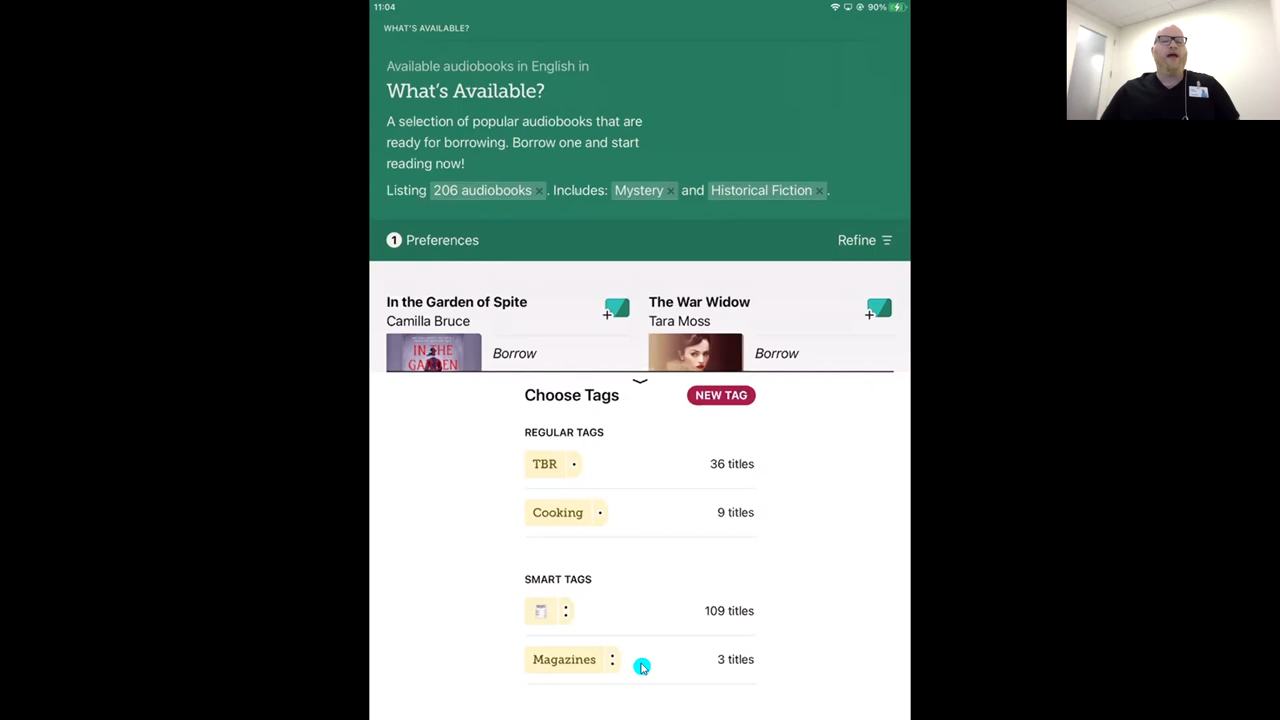 11:04
90%
WHAT'S AVAILABLE?
Available audiobooks in English in
What's Available?
A selection of popular audiobooks that are
ready for borrowing. Borrow one and start
reading now!
Listing 206 audiobooks ×. Includes: Mystery × and Historical Fiction ×.
1 Preferences
Refine
In the Garden of Spite
Camilla Bruce
Borrow
IN THE
GARDEN
The War Widow
Tara Moss
Borrow
Choose Tags
NEW TAG
REGULAR TAGS
TBR
36 titles
Cooking
9 titles
SMART TAGS
109 titles
Magazines
3 titles